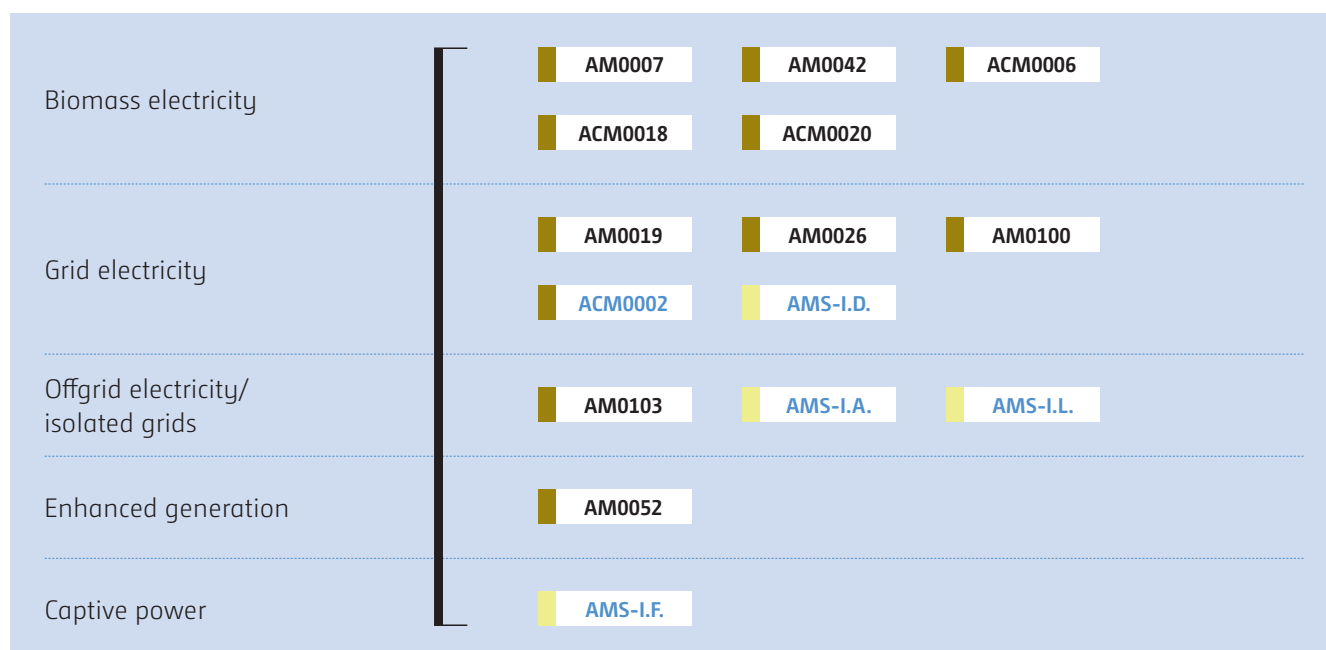 Biomass electricity
AM0007 AM0042 ACM0006
ACM0018 ACM0020
Grid electricity
AM0019 AM0026 AM0100
ACM0002 AMS-I.D.
Offgrid electricity/
isolated grids
AM0103 AMS-I.A. AMS-I.L.
Enhanced generation
AM0052
Captive power
AMS-I.F.